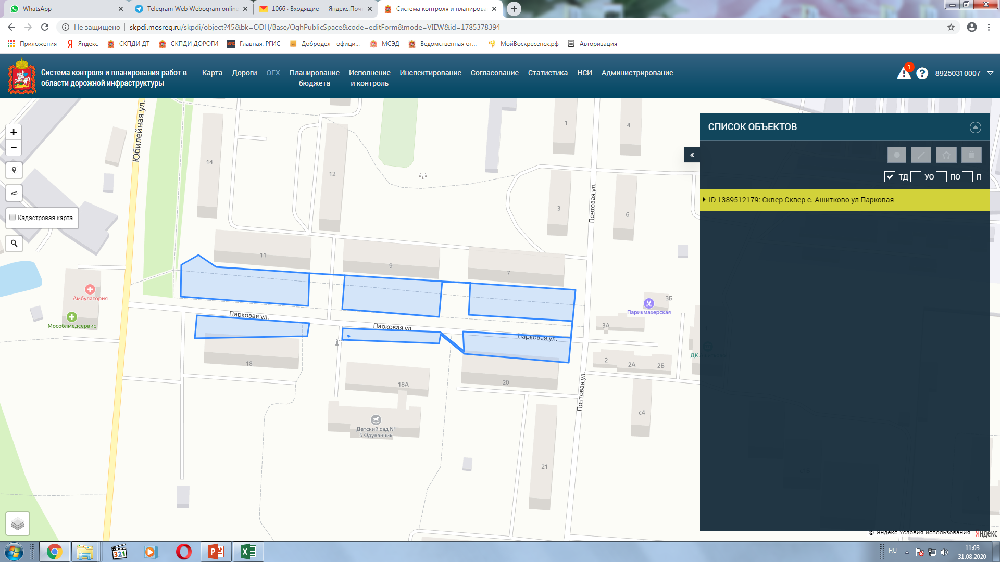 WhatsApp
Telegram Web Webogram online
1066 · Входящие — Яндекс.Поч
Система контроля и планирова
Не защищено
skpdi.mosreg.ru/skpdi/object?45&bk=ODH/Base/OghPublicSpace&code=editForm&mode=VIEW&id=1785378394
Приложения
Яндекс
СКПДИ ДТ
СКПДИ ДОРОГИ
Главная. РГИС
Добродел - офици...
МСЭД
Ведомственная от...
МойВоскресенск.рф
Авторизация
Система контроля и планирования работ в
области дорожной инфраструктуры
Карта
Дороги
ОГХ
Планирование
бюджета
Исполнение
и контроль
Инспектирование
Согласование
Статистика
НСИ
Администрирование
1
89250310007
СПИСОК ОБЪЕКТОВ
ТД
УО
ПО
П
ID 1389512179: Сквер Сквер с. Ашитково ул Парковая
+
−
Кадастровая карта
Юбилейная ул.
14
12
1
4
3
6
Почтовая ул.
11
9
7
Амбулатория
Мособлмедсервис
Парковая ул.
Парковая ул.
Парковая ул.
3Б
Парикмахерская
3А
ДК
2
2А
2Б
18
18А
20
Почтовая ул.
Детский сад №
5 Одуванчик
с4
21
© Яндекс Условия использования Яндекс
321
RU
11:03
31.08.2020